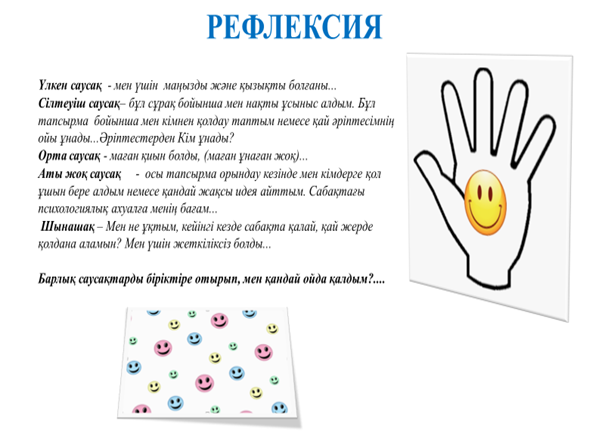 РЕФЛЕКСИЯ
Үлкен саусақ - мен үшін маңызды және қызықты болғаны...
Сілтеуіш саусақ– бұл сұрақ бойынша мен нақты ұсыныс алдым. Бұл
тапсырма бойынша мен кімнен қолдау таптым немесе қай әріптесімнің
ойы ұнады...Әріптестерден Кім ұнады?
Орта саусақ - маған қиын болды, (маған ұнаған жоқ)...
Аты жоқ саусақ - осы тапсырма орындау кезінде мен кімдерге қол
ұшын бере алдым немесе қандай жақсы идея айттым. Сабақтағы
психологиялық ахуалға менің бағам...
Шынашақ – Мен не ұқтым, кейінгі кезде сабақта қалай, қай жерде
қолдана аламын? Мен үшін жеткіліксіз болды...
Барлық саусақтарды біріктіре отырып, мен қандай ойда қалдым?....